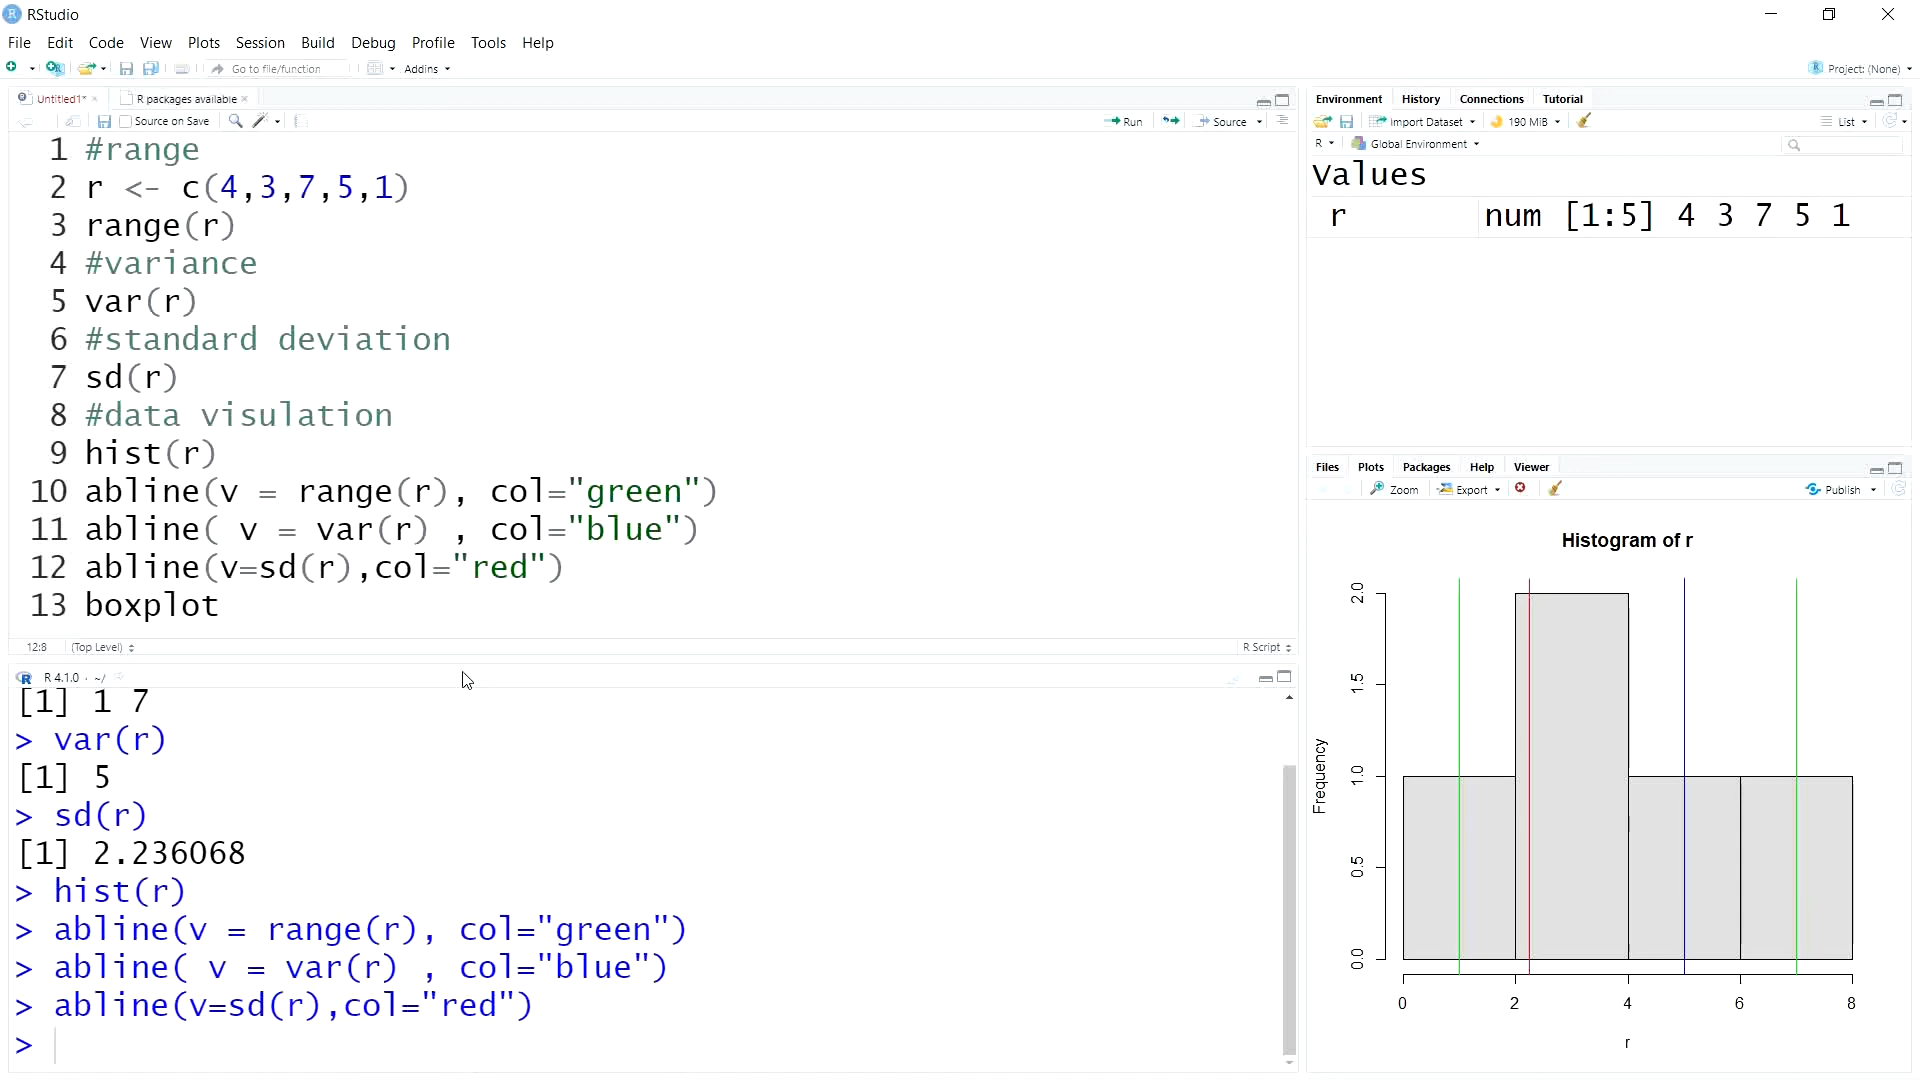 RStudio
File Edit Code View Plots Session Build Debug Profile Tools Help
Go to file/function Addins Project: (None)
Untitled1* R packages available
Source on Save Run Source
1 #range
2 r <- c(4,3,7,5,1)
3 range(r)
4 #variance
5 var(r)
6 #standard deviation
7 sd(r)
8 #data visulation
9 hist(r)
10 abline(v = range(r), col="green")
11 abline( v = var(r) , col="blue")
12 abline(v=sd(r),col="red")
13 boxplot
12:8 (Top Level) R Script
R 4.1.0 · ~/
[1] 1 7
> var(r)
[1] 5
> sd(r)
[1] 2.236068
> hist(r)
> abline(v = range(r), col="green")
> abline( v = var(r) , col="blue")
> abline(v=sd(r),col="red")
>
Environment History Connections Tutorial
Import Dataset 190 MiB List
R Global Environment
Values
r num [1:5] 4 3 7 5 1
Files Plots Packages Help Viewer
Zoom Export Publish
Histogram of r
Frequency
2.0
1.5
1.0
0.5
0.0
0 2 4 6 8
r